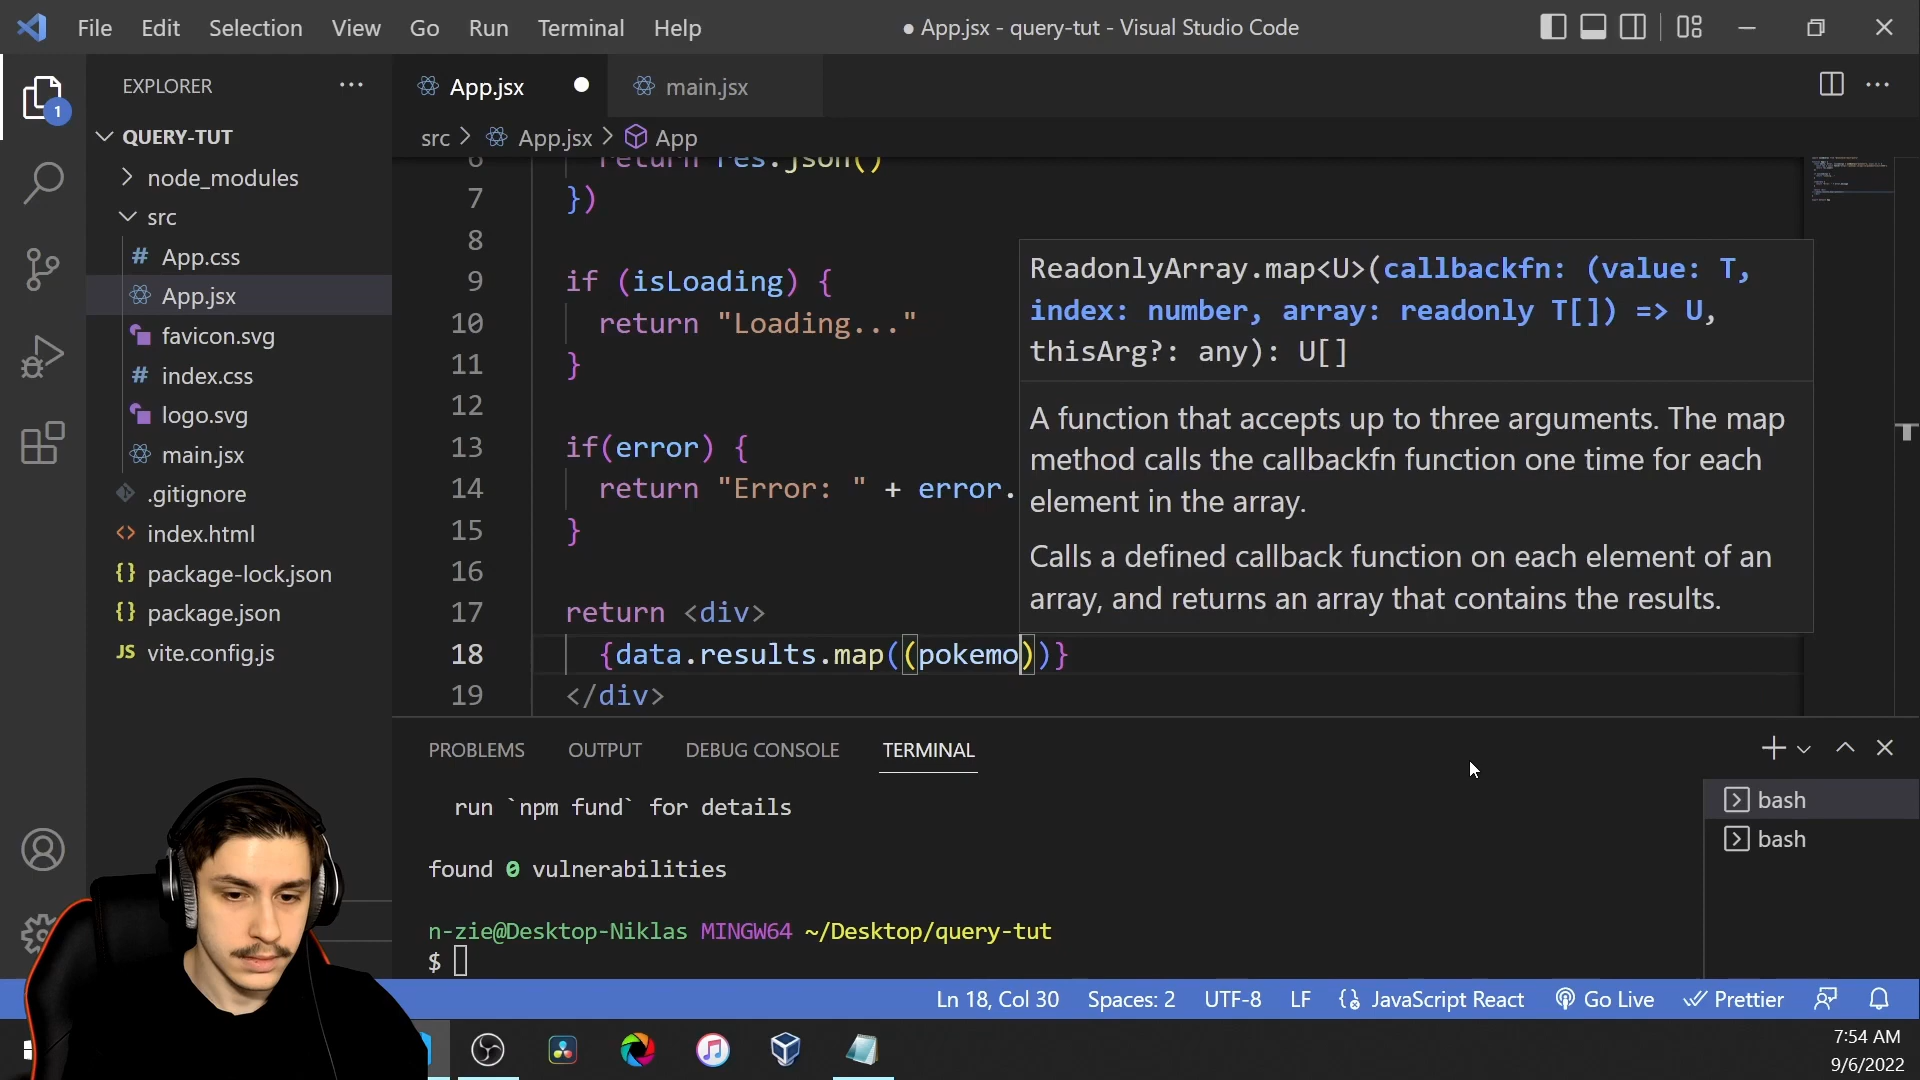 File Edit Selection View Go Run Terminal Help
● App.jsx - query-tut - Visual Studio Code
EXPLORER
1
QUERY-TUT
node_modules
src
# App.css
App.jsx
favicon.svg
# index.css
logo.svg
main.jsx
.gitignore
<> index.html
{} package-lock.json
{} package.json
JS vite.config.js
App.jsx
main.jsx
src > App.jsx > App
6 return res.json()
7 })
8
9 if (isLoading) {
10 return "Loading..."
11 }
12
13 if(error) {
14 return "Error: " + error.
15 }
16
17 return <div>
18 {data.results.map((pokemo))}
19 </div>
ReadonlyArray.map<U>(callbackfn: (value: T,
index: number, array: readonly T[]) => U,
thisArg?: any): U[]
A function that accepts up to three arguments. The map
method calls the callbackfn function one time for each
element in the array.
Calls a defined callback function on each element of an
array, and returns an array that contains the results.
PROBLEMS OUTPUT DEBUG CONSOLE TERMINAL
run `npm fund` for details
found 0 vulnerabilities
n-zie@Desktop-Niklas MINGW64 ~/Desktop/query-tut
$
bash
bash
Ln 18, Col 30 Spaces: 2 UTF-8 LF JavaScript React Go Live Prettier
7:54 AM
9/6/2022